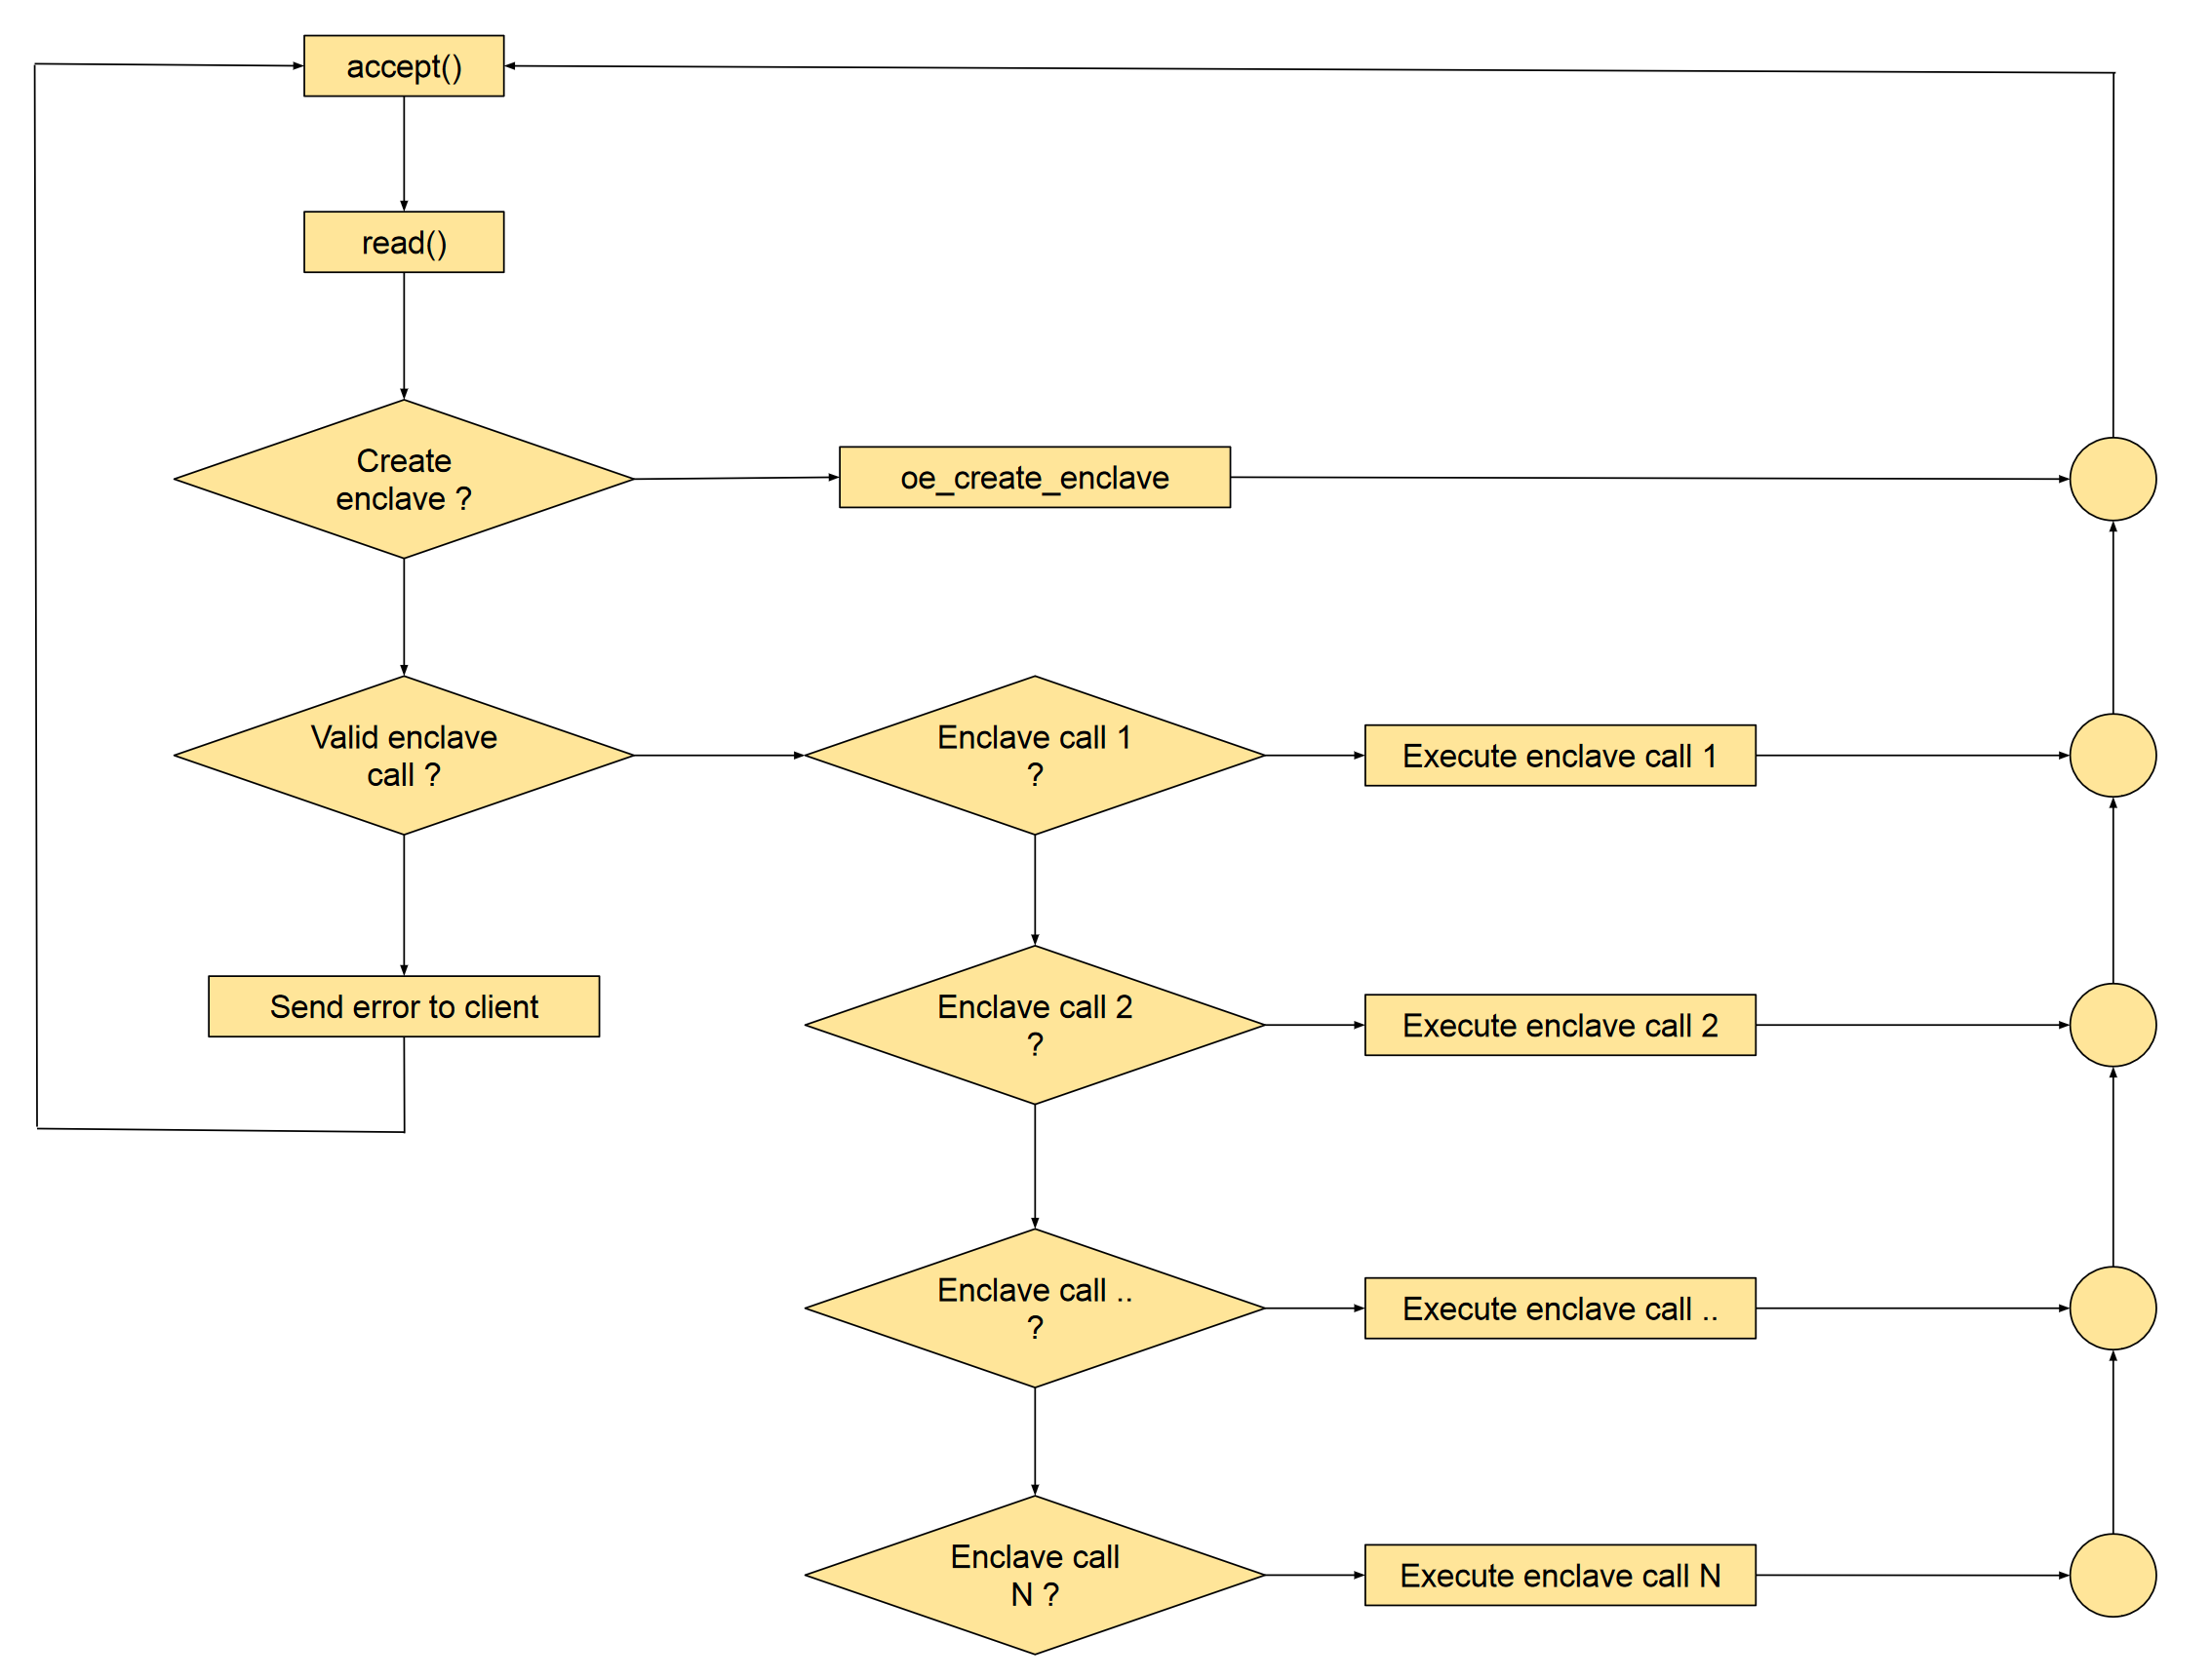 accept()
read()
Create
enclave ?
oe_create_enclave
Valid enclave
call ?
Enclave call 1
?
Execute enclave call 1
Send error to client
Enclave call 2
?
Execute enclave call 2
Enclave call ..
?
Execute enclave call ..
Enclave call
N ?
Execute enclave call N